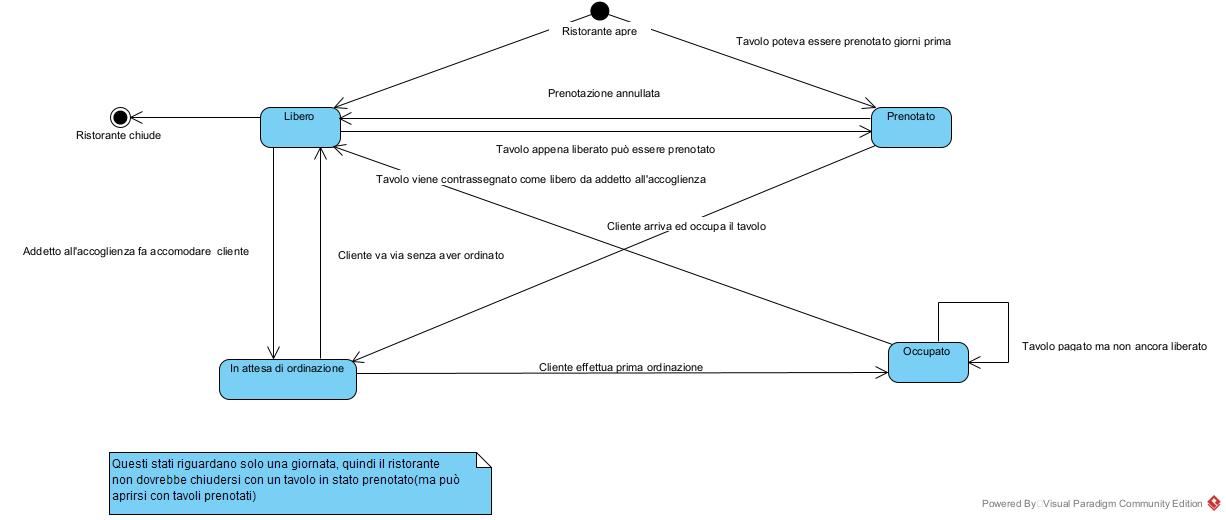 Ristorante apre
Tavolo poteva essere prenotato giorni prima
Prenotazione annullata
Libero
Prenotato
Ristorante chiude
Tavolo appena liberato può essere prenotato
Tavolo viene contrassegnato come libero da addetto all'accoglienza
Cliente arriva ed occupa il tavolo
Addetto all'accoglienza fa accomodare cliente
Cliente va via senza aver ordinato
Occupato
Tavolo pagato ma non ancora liberato
In attesa di ordinazione
Cliente effettua prima ordinazione
Questi stati riguardano solo una giornata, quindi il ristorante
non dovrebbe chiudersi con un tavolo in stato prenotato(ma può
aprirsi con tavoli prenotati)
Powered By Visual Paradigm Community Edition